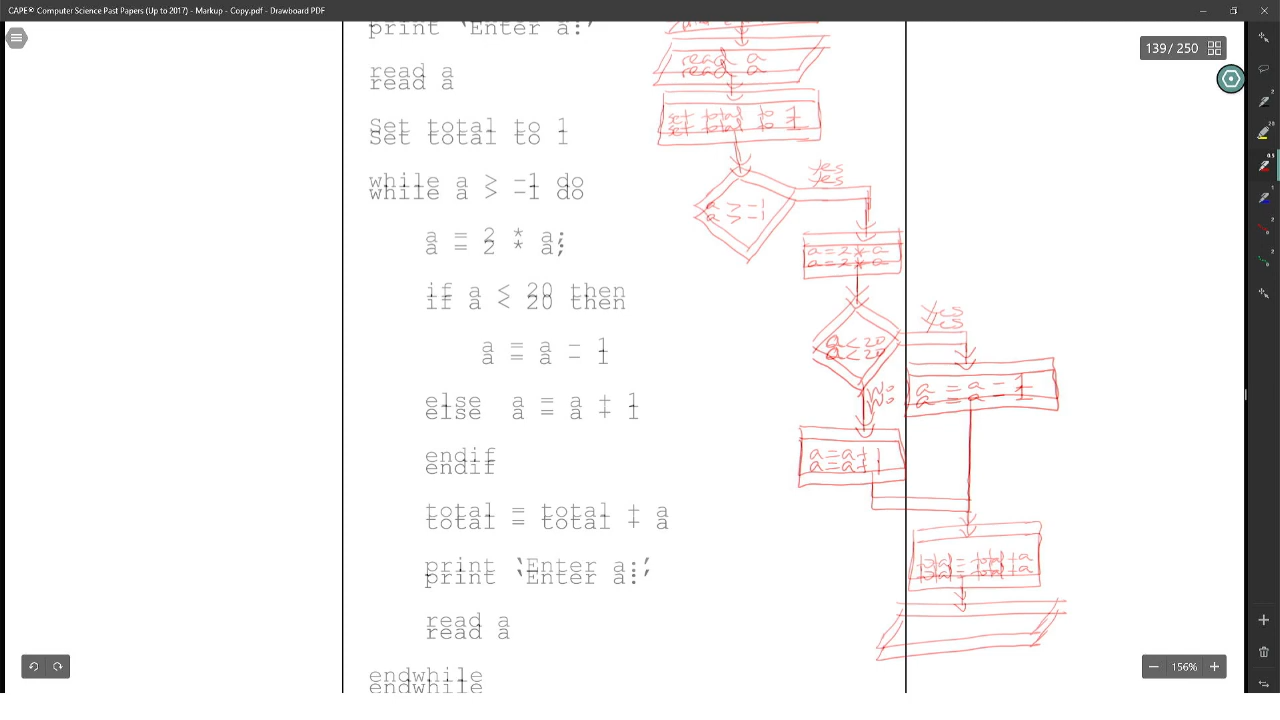 CAPE® Computer Science Past Papers (Up to 2017) - Markup - Copy.pdf - Drawboard PDF
139 / 250
print ‘Enter a:’
read a
Set total to 1
while a > -1 do
a = 2 * a;
if a < 20 then
a = a - 1
else a = a + 1
endif
total = total + a
print ‘Enter a:’
read a
endwhile
read a
set total to 1
yes
a > -1
a = 2 * a
Yes
a < 20
No
a = a - 1
a = a + 1
total = total + a
156%